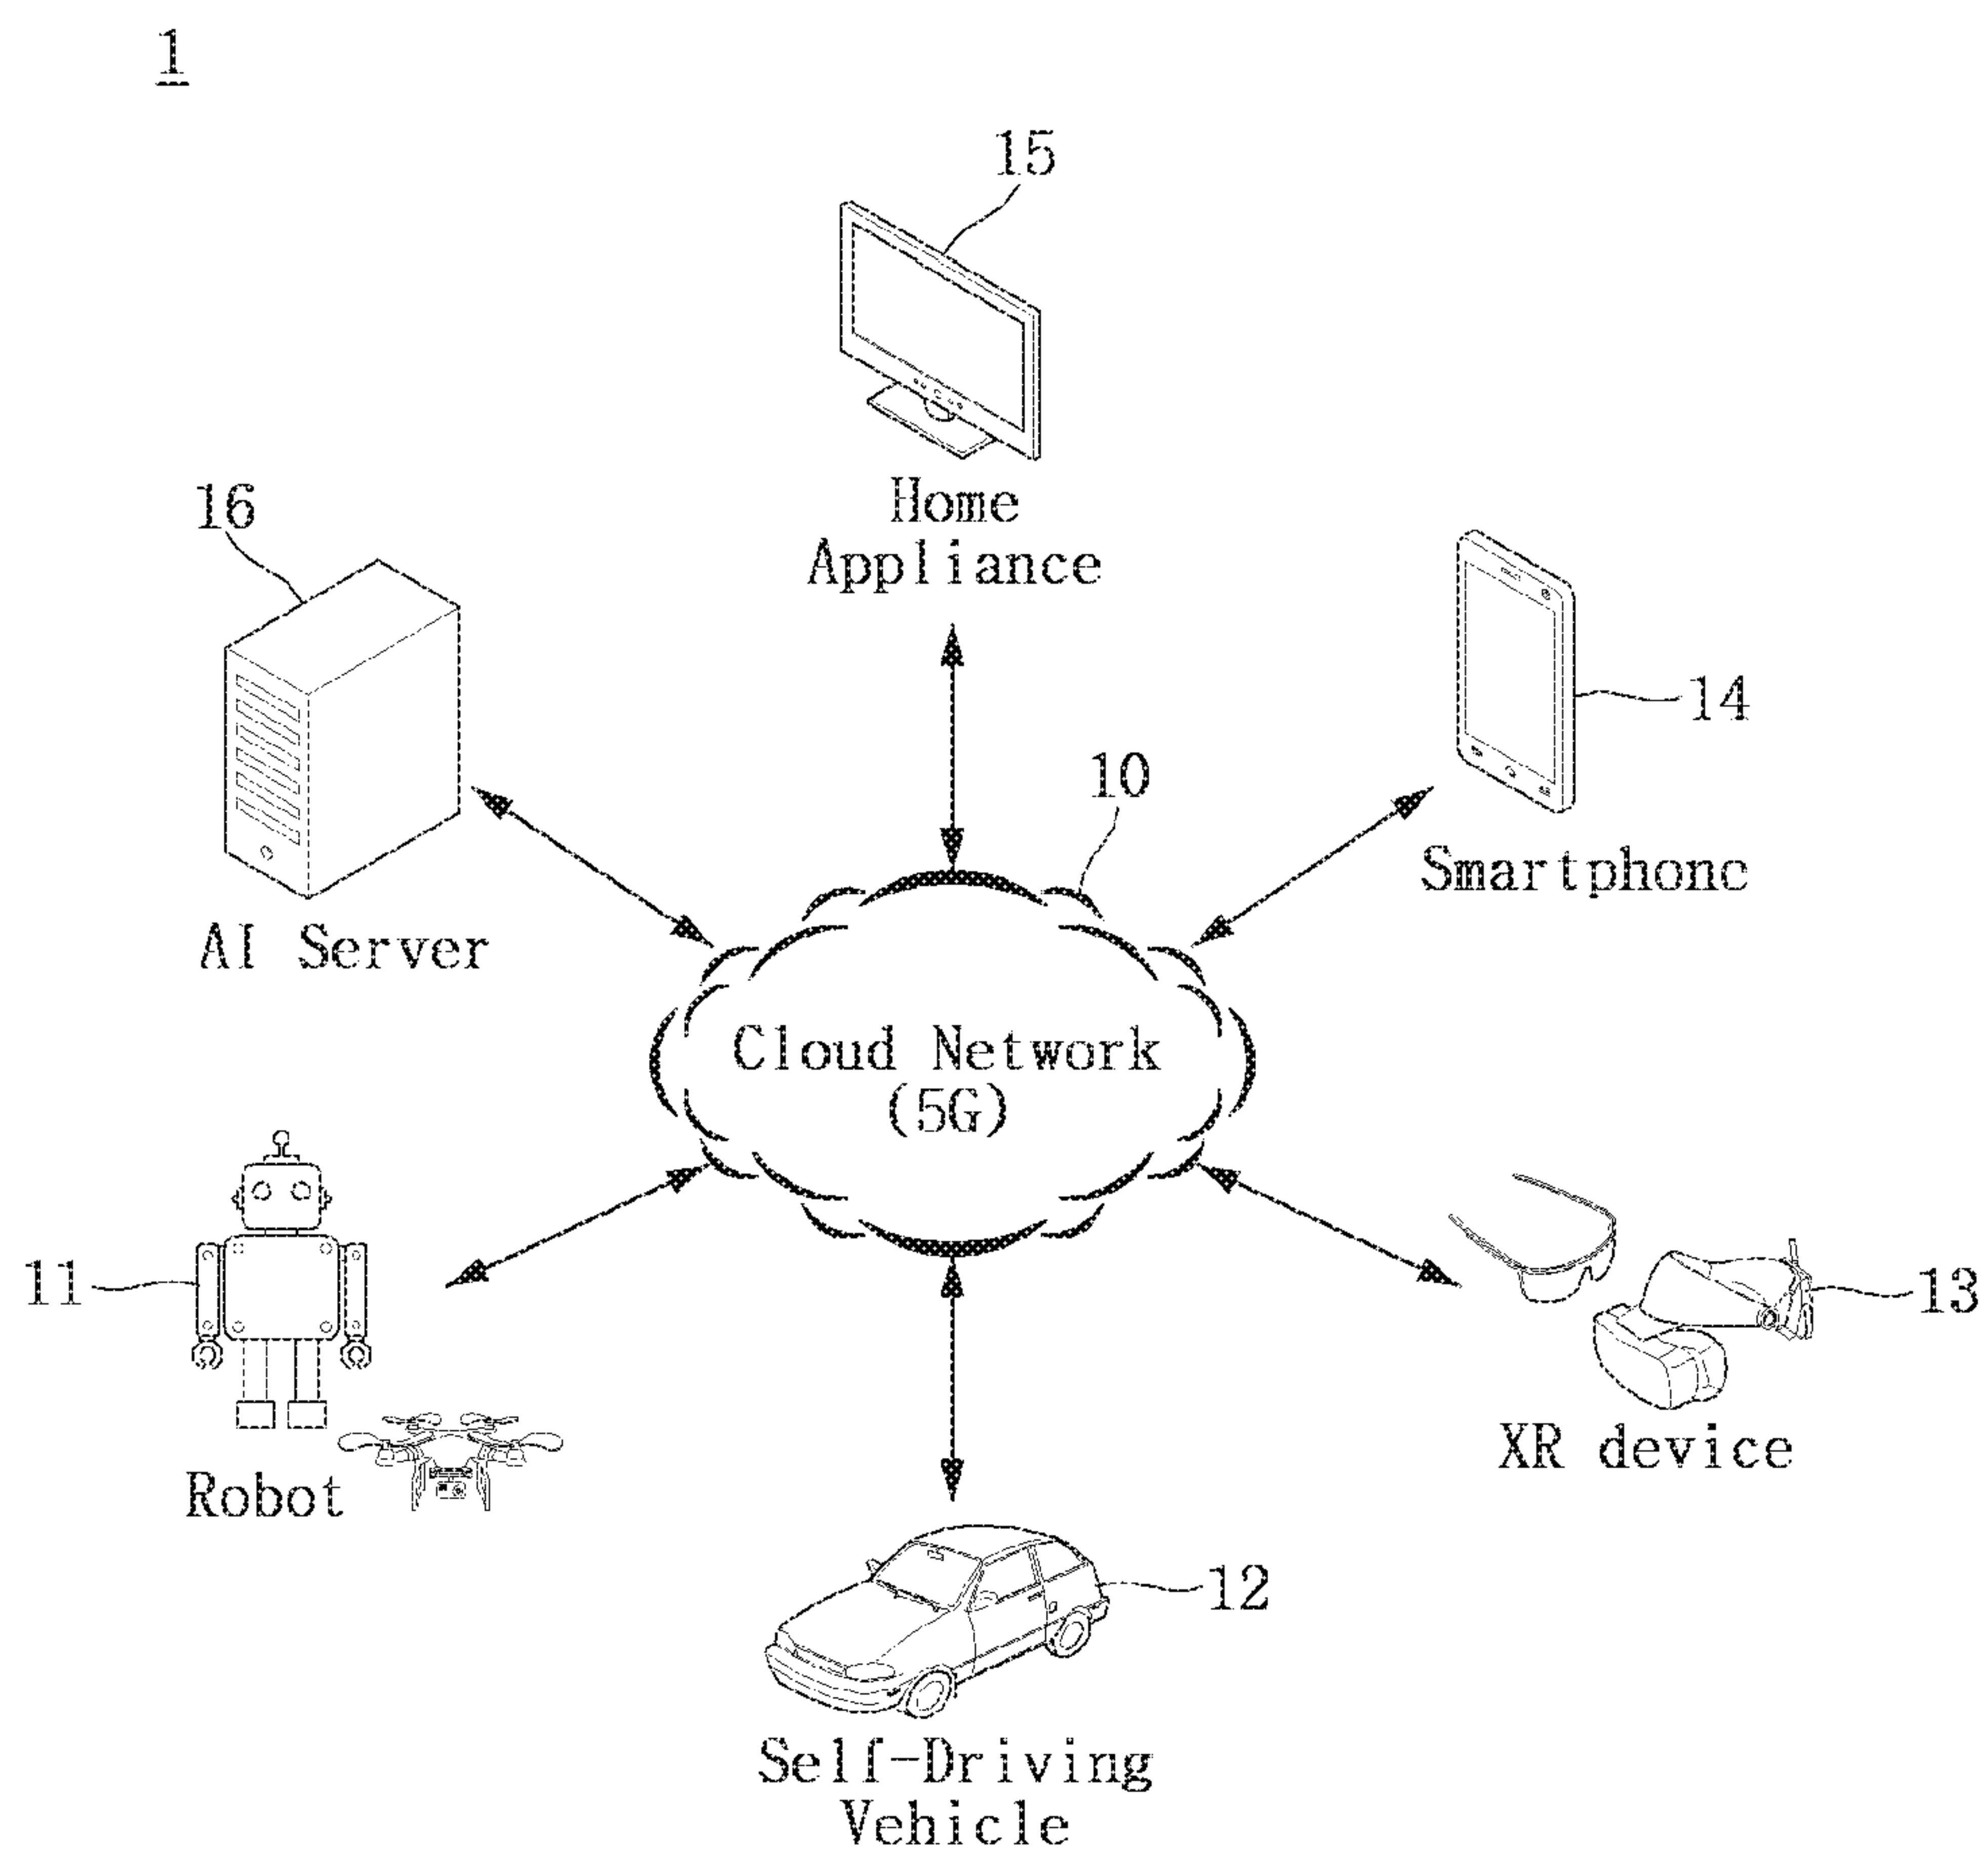 1
15
Home
Appliance
16
14
10
Smartphone
AI Server
Cloud Network
(5G)
11
13
XR device
Robot
12
Self-Driving
Vehicle